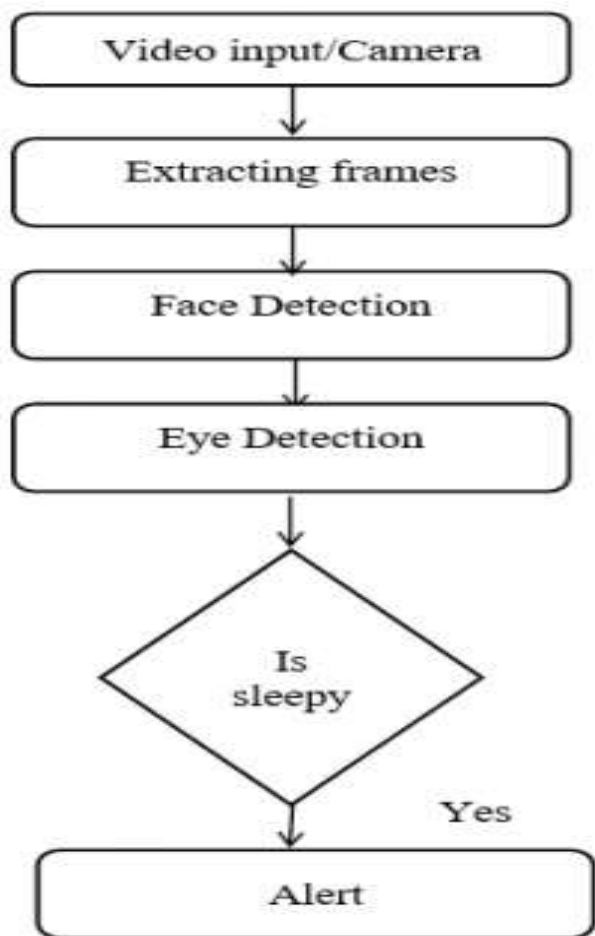 Video input/Camera
Extracting frames
Face Detection
Eye Detection
Is
sleepy
Yes
Alert